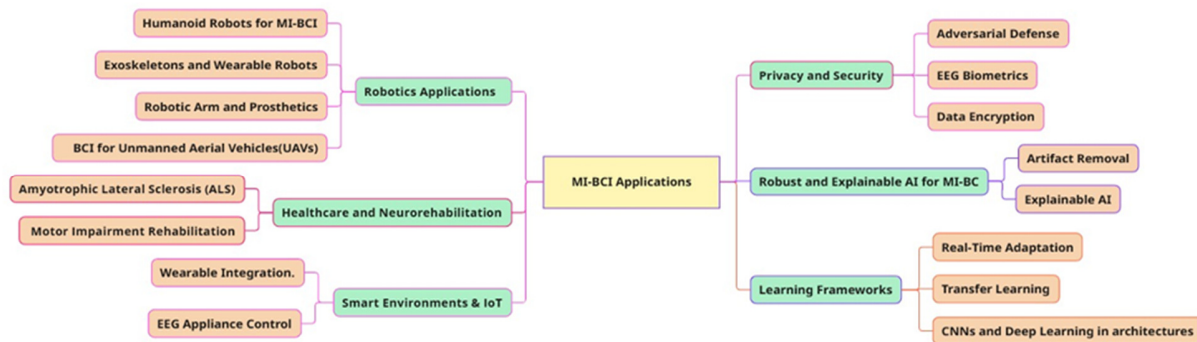 Humanoid Robots for MI-BCI
Exoskeletons and Wearable Robots
Robotic Arm and Prosthetics
BCI for Unmanned Aerial Vehicles(UAVs)
Robotics Applications
Amyotrophic Lateral Sclerosis (ALS)
Motor Impairment Rehabilitation
Healthcare and Neurorehabilitation
Wearable Integration.
EEG Appliance Control
Smart Environments & IoT
MI-BCI Applications
Privacy and Security
Adversarial Defense
EEG Biometrics
Data Encryption
Robust and Explainable AI for MI-BC
Artifact Removal
Explainable AI
Learning Frameworks
Real-Time Adaptation
Transfer Learning
CNNs and Deep Learning in architectures